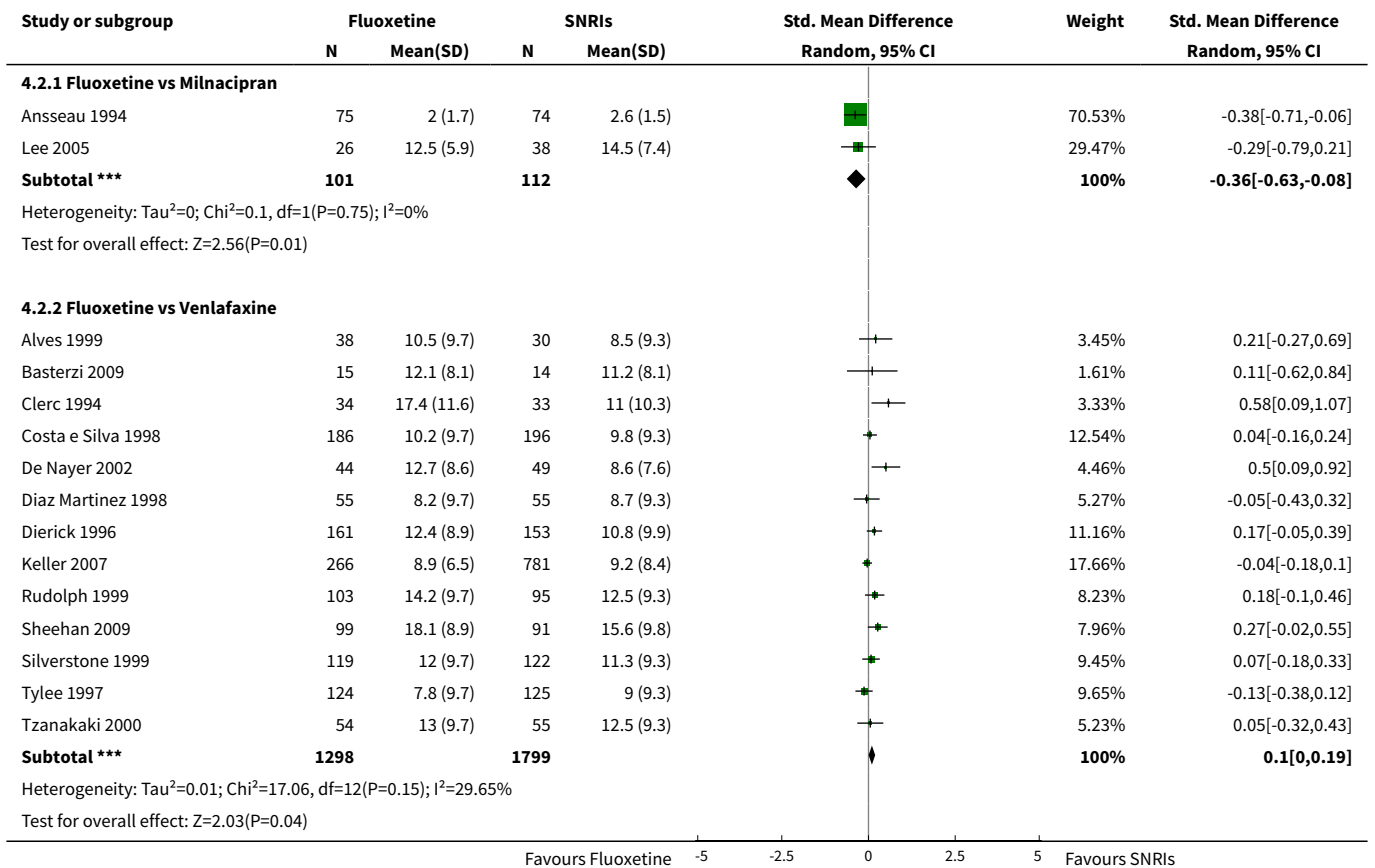 Study or subgroup Fluoxetine SNRIs Std. Mean Difference Weight Std. Mean Difference
N Mean(SD) N Mean(SD) Random, 95% CI Random, 95% CI
4.2.1 Fluoxetine vs Milnacipran
Ansseau 1994 75 2 (1.7) 74 2.6 (1.5) 70.53% -0.38[-0.71,-0.06]
Lee 2005 26 12.5 (5.9) 38 14.5 (7.4) 29.47% -0.29[-0.79,0.21]
Subtotal *** 101 112 100% -0.36[-0.63,-0.08]
Heterogeneity: Tau²=0; Chi²=0.1, df=1(P=0.75); I²=0%
Test for overall effect: Z=2.56(P=0.01)
4.2.2 Fluoxetine vs Venlafaxine
Alves 1999 38 10.5 (9.7) 30 8.5 (9.3) 3.45% 0.21[-0.27,0.69]
Basterzi 2009 15 12.1 (8.1) 14 11.2 (8.1) 1.61% 0.11[-0.62,0.84]
Clerc 1994 34 17.4 (11.6) 33 11 (10.3) 3.33% 0.58[0.09,1.07]
Costa e Silva 1998 186 10.2 (9.7) 196 9.8 (9.3) 12.54% 0.04[-0.16,0.24]
De Nayer 2002 44 12.7 (8.6) 49 8.6 (7.6) 4.46% 0.5[0.09,0.92]
Diaz Martinez 1998 55 8.2 (9.7) 55 8.7 (9.3) 5.27% -0.05[-0.43,0.32]
Dierick 1996 161 12.4 (8.9) 153 10.8 (9.9) 11.16% 0.17[-0.05,0.39]
Keller 2007 266 8.9 (6.5) 781 9.2 (8.4) 17.66% -0.04[-0.18,0.1]
Rudolph 1999 103 14.2 (9.7) 95 12.5 (9.3) 8.23% 0.18[-0.1,0.46]
Sheehan 2009 99 18.1 (8.9) 91 15.6 (9.8) 7.96% 0.27[-0.02,0.55]
Silverstone 1999 119 12 (9.7) 122 11.3 (9.3) 9.45% 0.07[-0.18,0.33]
Tylee 1997 124 7.8 (9.7) 125 9 (9.3) 9.65% -0.13[-0.38,0.12]
Tzanakaki 2000 54 13 (9.7) 55 12.5 (9.3) 5.23% 0.05[-0.32,0.43]
Subtotal *** 1298 1799 100% 0.1[0,0.19]
Heterogeneity: Tau²=0.01; Chi²=17.06, df=12(P=0.15); I²=29.65%
Test for overall effect: Z=2.03(P=0.04)
Favours Fluoxetine -5 -2.5 0 2.5 5 Favours SNRIs